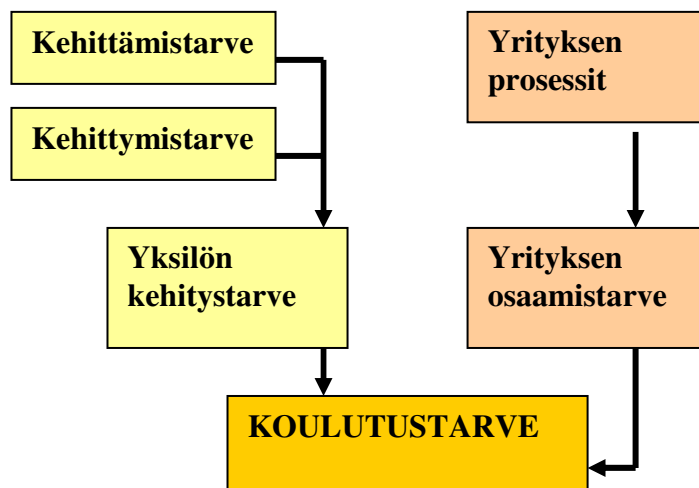 Kehittämistarve
Kehittymistarve
Yrityksen
prosessit
Yksilön
kehitystarve
Yrityksen
osaamistarve
KOULUTUSTARVE